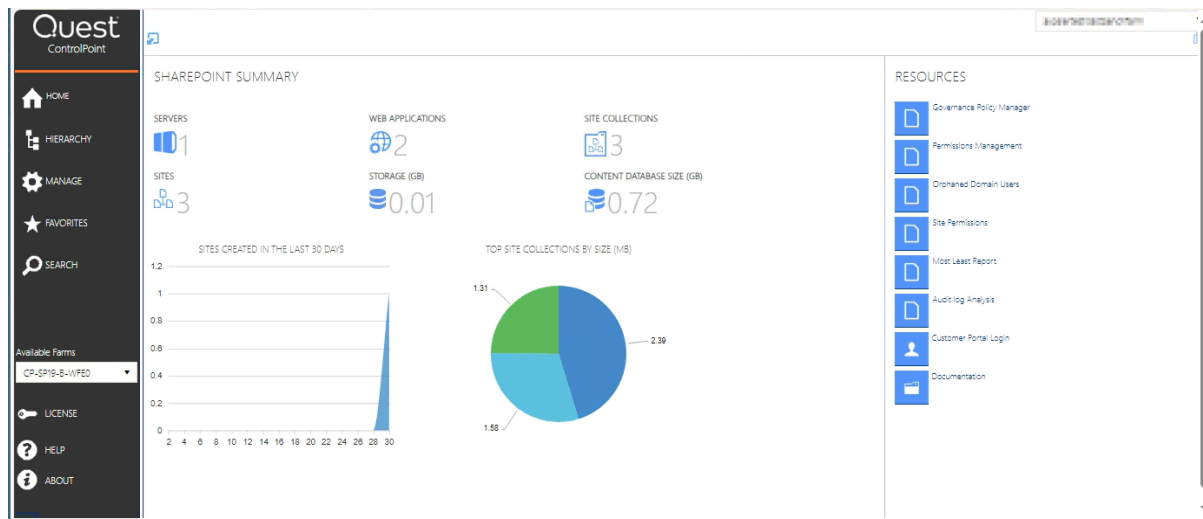 Quest
ControlPoint
HOME
HIERARCHY
MANAGE
FAVORITES
SEARCH
Available Farms
CP-SP19-B-WFE0
LICENSE
HELP
ABOUT
SHAREPOINT SUMMARY
SERVERS
1
WEB APPLICATIONS
2
SITE COLLECTIONS
3
SITES
3
STORAGE (GB)
0.01
CONTENT DATABASE SIZE (GB)
0.72
SITES CREATED IN THE LAST 30 DAYS
1.2
1
0.8
0.6
0.4
0.2
0
2 4 6 8 10 12 14 16 18 20 22 24 26 28 30
TOP SITE COLLECTIONS BY SIZE (MB)
1.31
2.39
1.58
RESOURCES
Governance Policy Manager
Permissions Management
Orphaned Domain Users
Site Permissions
Most Least Report
Audit log Analysis
Customer Portal Login
Documentation